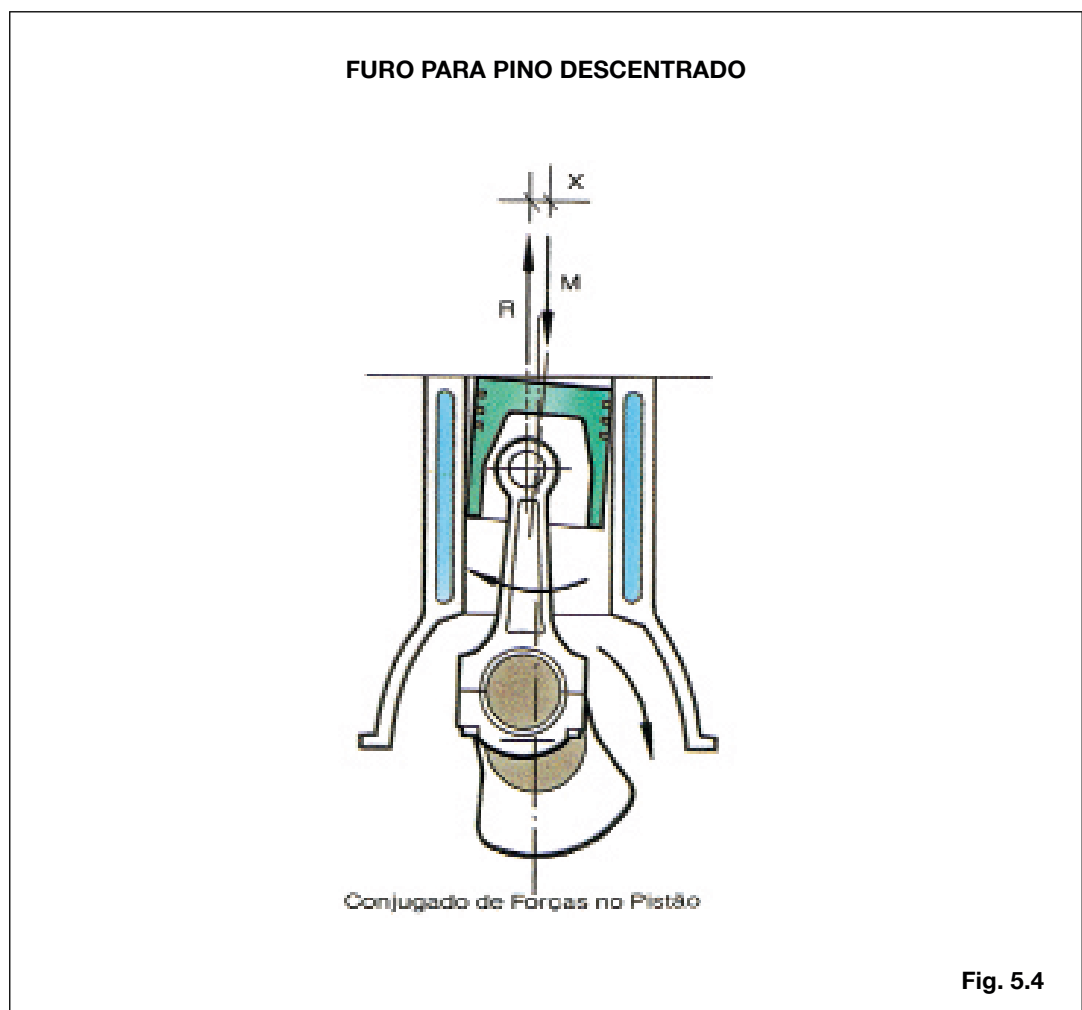 FURO PARA PINO DESCENTRADO
X
M
R
Conjugado de Forças no Pistão
Fig. 5.4